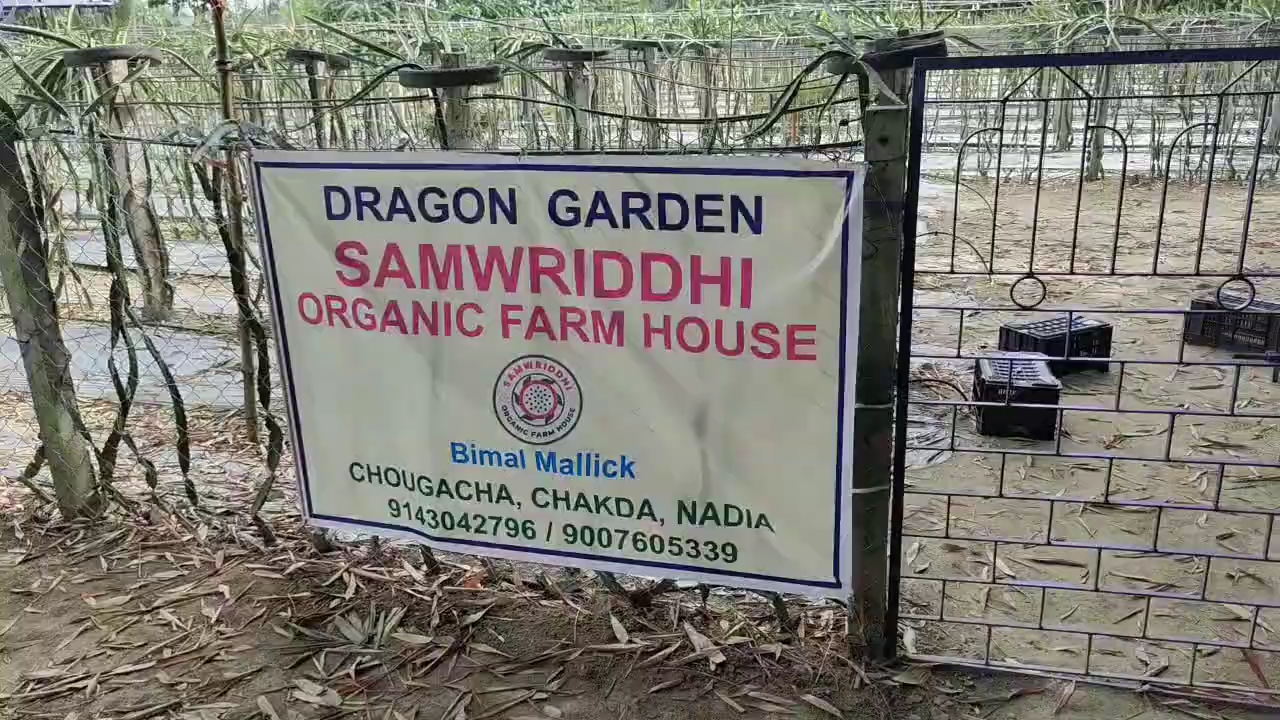 DRAGON GARDEN
SAMWRIDDHI
ORGANIC FARM HOUSE
SAMWRIDDHI
ORGANIC FARM HOUSE
Bimal Mallick
CHOUGACHA, CHAKDA, NADIA
9143042796 / 9007605339